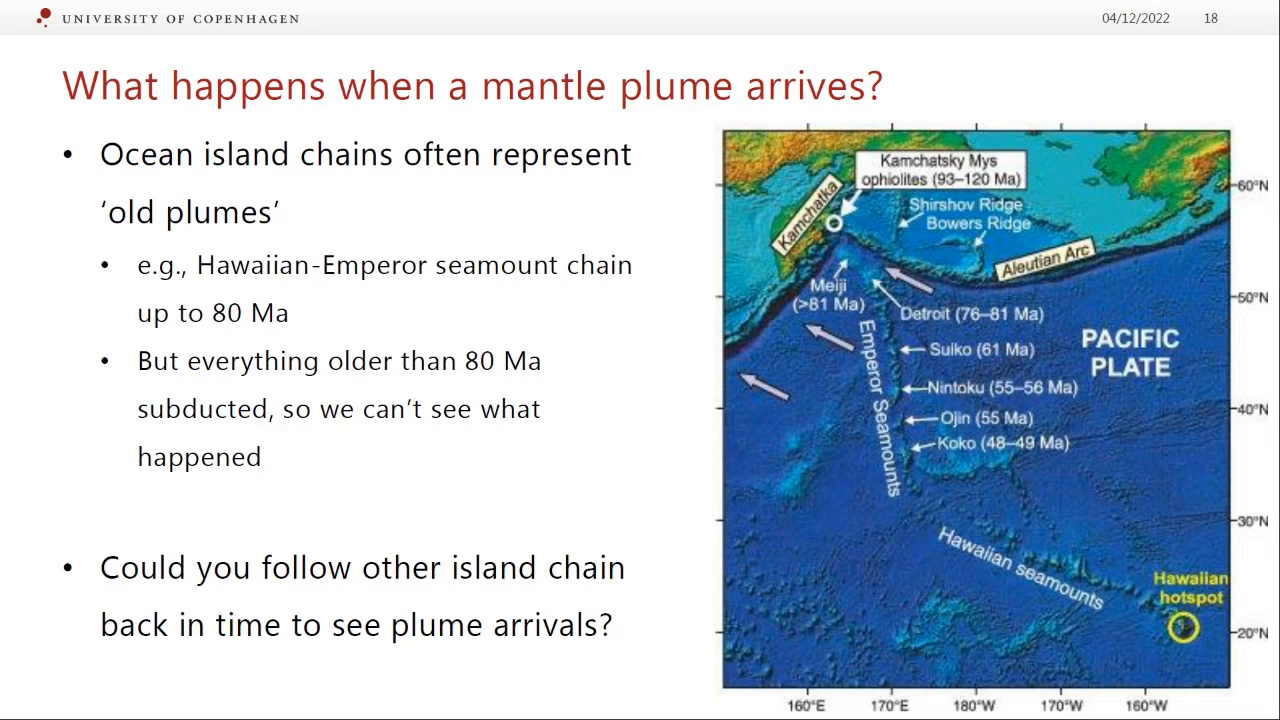 UNIVERSITY OF COPENHAGEN
04/12/2022
18
What happens when a mantle plume arrives?
• Ocean island chains often represent
‘old plumes’
• e.g., Hawaiian-Emperor seamount chain
up to 80 Ma
• But everything older than 80 Ma
subducted, so we can’t see what
happened
• Could you follow other island chain
back in time to see plume arrivals?
Kamchatsky Mys
ophiolites (93–120 Ma)
Kamchatka
Shirshov Ridge
Bowers Ridge
Aleutian Arc
Meiji
(>81 Ma)
Detroit (76–81 Ma)
Emperor Seamounts
Suiko (61 Ma)
PACIFIC
PLATE
Nintoku (55–56 Ma)
Ojin (55 Ma)
Koko (48–49 Ma)
Hawaiian seamounts
Hawaiian
hotspot
60°N
50°N
40°N
30°N
20°N
160°E
170°E
180°W
170°W
160°W